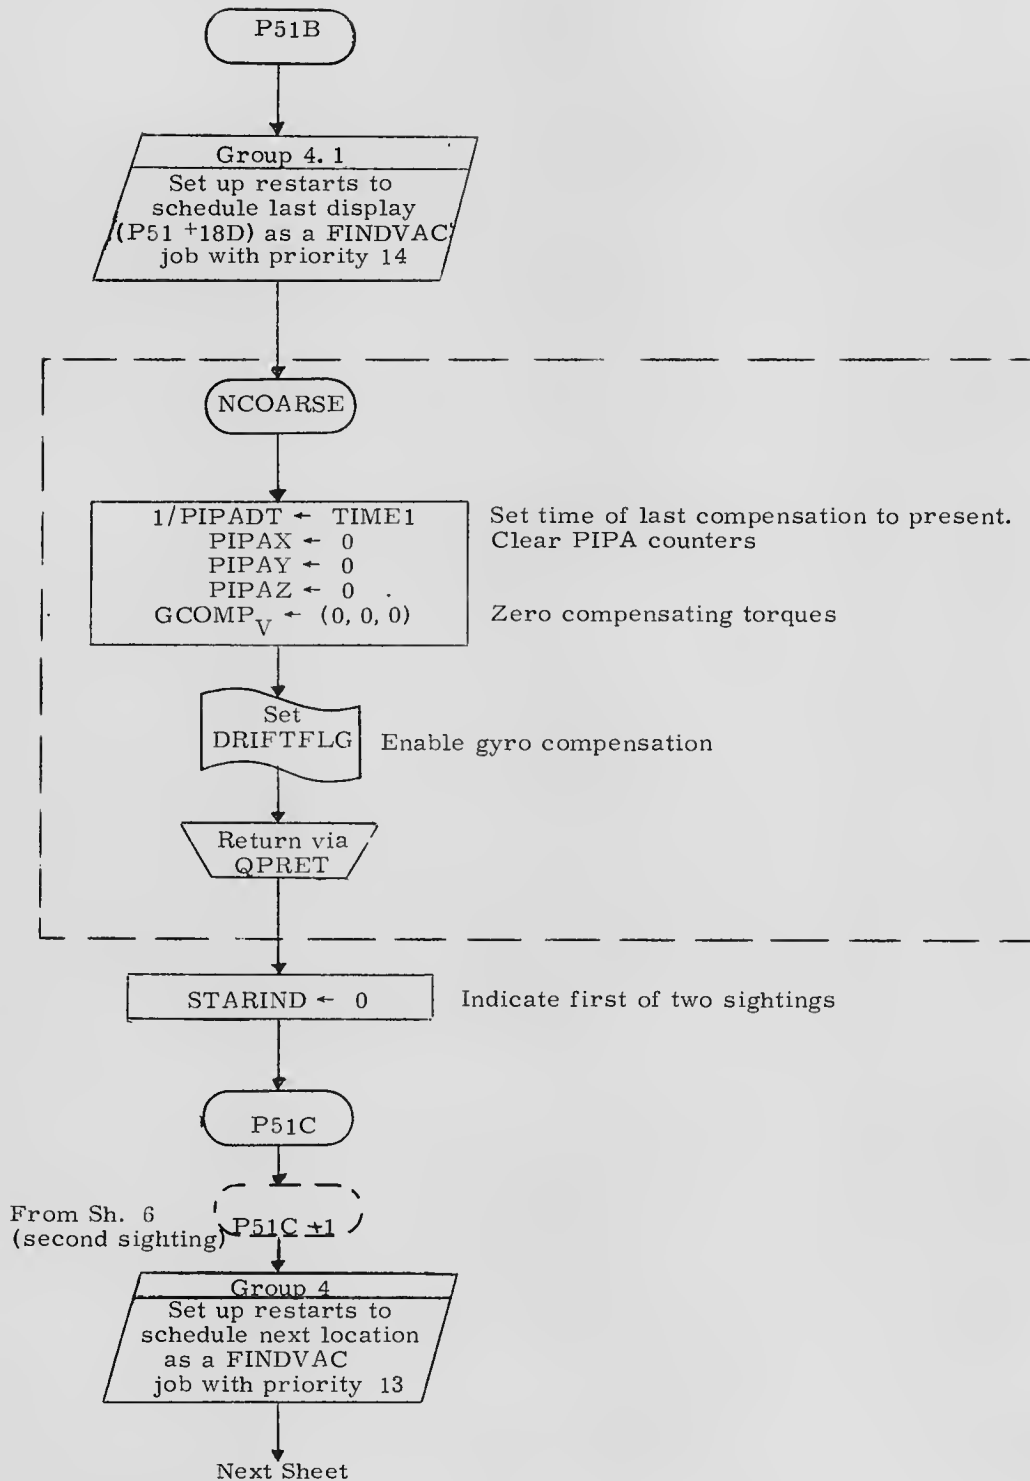 P51B
Group 4. 1
Set up restarts to
schedule last display
(P51 +18D) as a FINDVAC
job with priority 14
NCOARSE
1/PIPADT ← TIME1
Set time of last compensation to present.
PIPAX ← 0
Clear PIPA counters
PIPAY ← 0
PIPAZ ← 0
GCOMPV ← (0, 0, 0)
Zero compensating torques
Set
DRIFTFLG
Enable gyro compensation
Return via
QPRET
STARIND ← 0
Indicate first of two sightings
P51C
From Sh. 6
(second sighting)
P51C +1
Group 4
Set up restarts to
schedule next location
as a FINDVAC
job with priority 13
Next Sheet